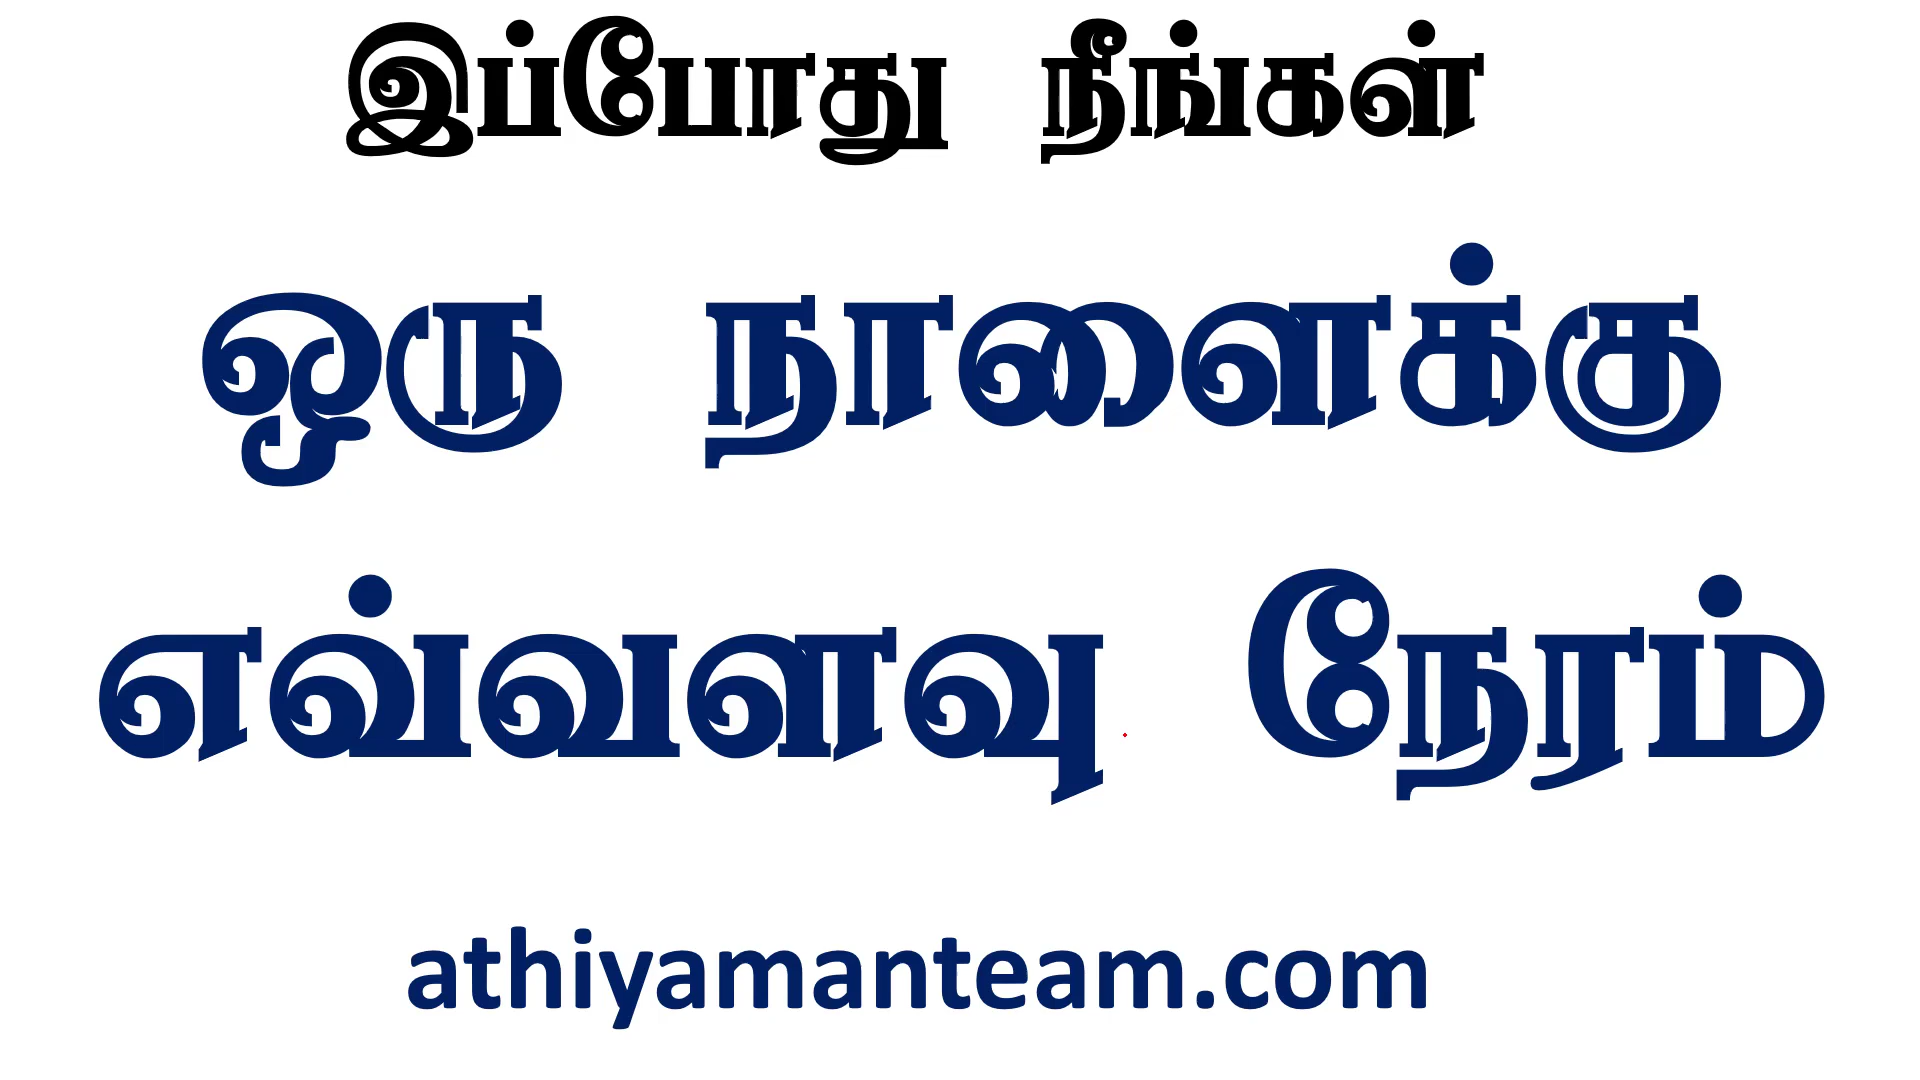 இப்போது நீங்கள்
ஒரு நாளைக்கு
எவ்வளவு நேரம்
athiyamanteam.com